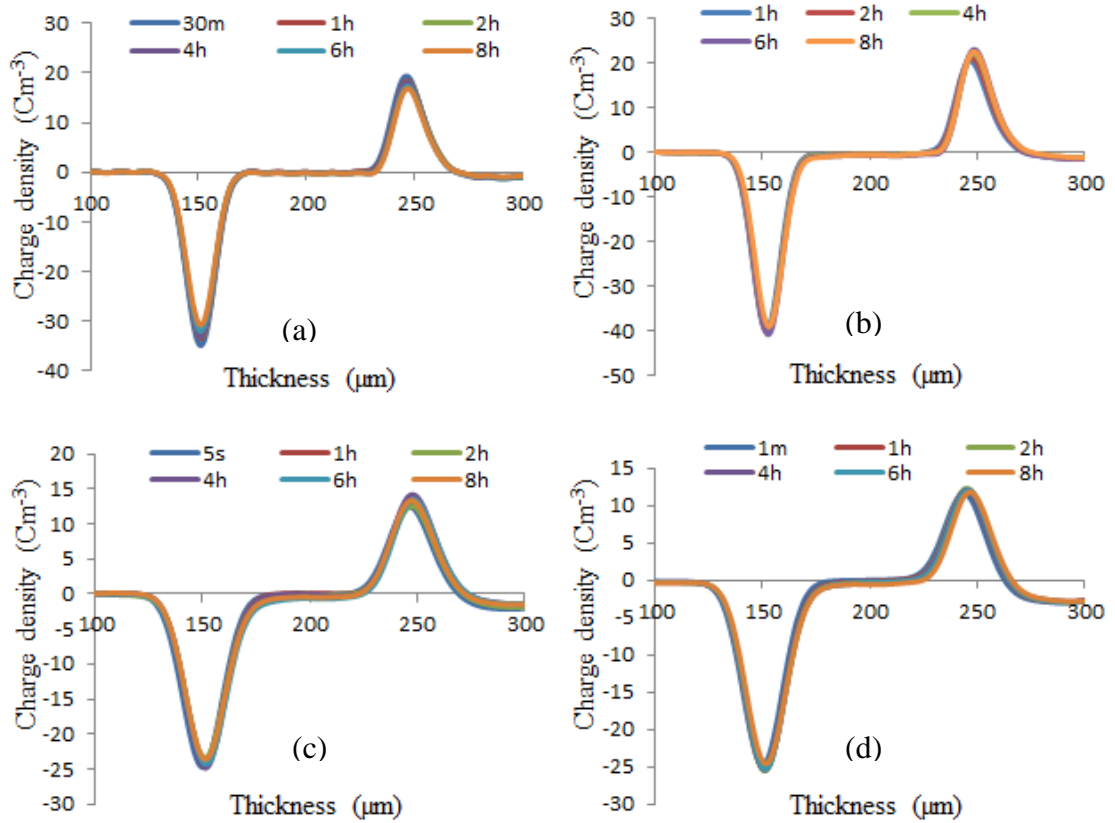 30m 1h 2h
4h 6h 8h
Charge density (Cm-3)
30
20
10
0
-10
-20
-30
-40
100 150 200 250 300
(a)
Thickness (μm)
1h 2h 4h
6h 8h
Charge density (Cm-3)
30
20
10
0
-10
-20
-30
-40
-50
100 150 200 250 300
(b)
Thickness (μm)
5s 1h 2h
4h 6h 8h
Charge density (Cm-3)
20
15
10
5
0
-5
-10
-15
-20
-25
-30
100 150 200 250 300
(c)
Thickness (μm)
1m 1h 2h
4h 6h 8h
Charge density (Cm-3)
15
10
5
0
-5
-10
-15
-20
-25
-30
100 150 200 250 300
(d)
Thickness (μm)